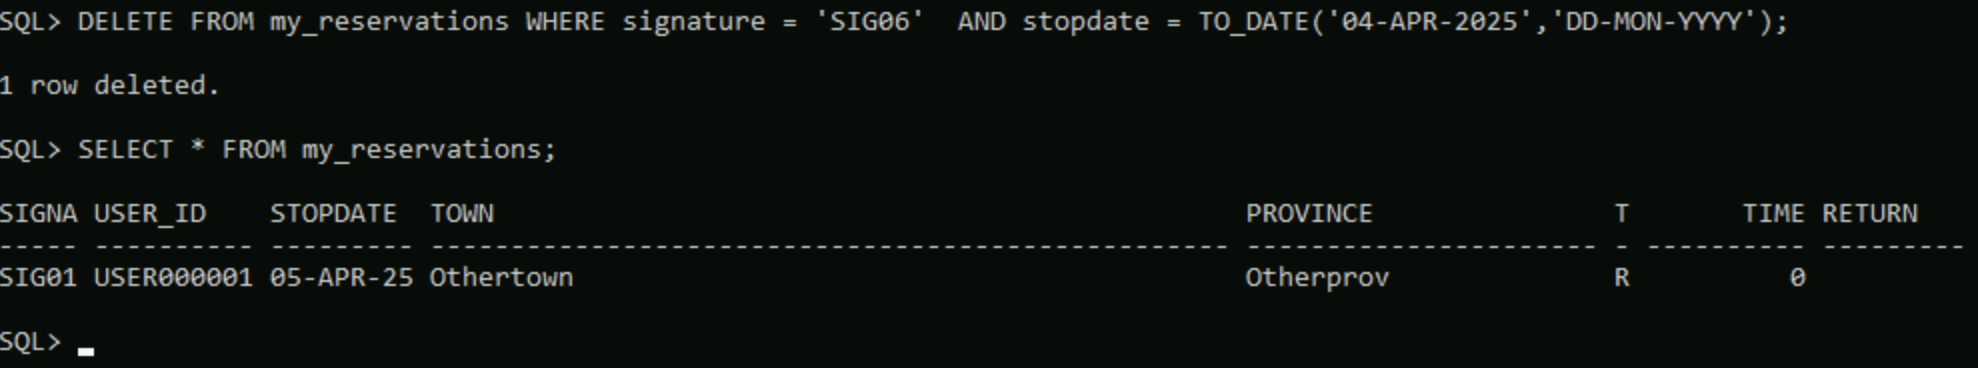 SQL> DELETE FROM my_reservations WHERE signature = 'SIG06'  AND stopdate = TO_DATE('04-APR-2025','DD-MON-YYYY');
1 row deleted.
SQL> SELECT * FROM my_reservations;
SIGNA USER_ID    STOPDATE  TOWN                                               PROVINCE               T       TIME RETURN
----- ---------- --------- -------------------------------------------------- ---------------------- - ---------- ---------
SIG01 USER000001 05-APR-25 Othertown                                          Otherprov              R          0
SQL>